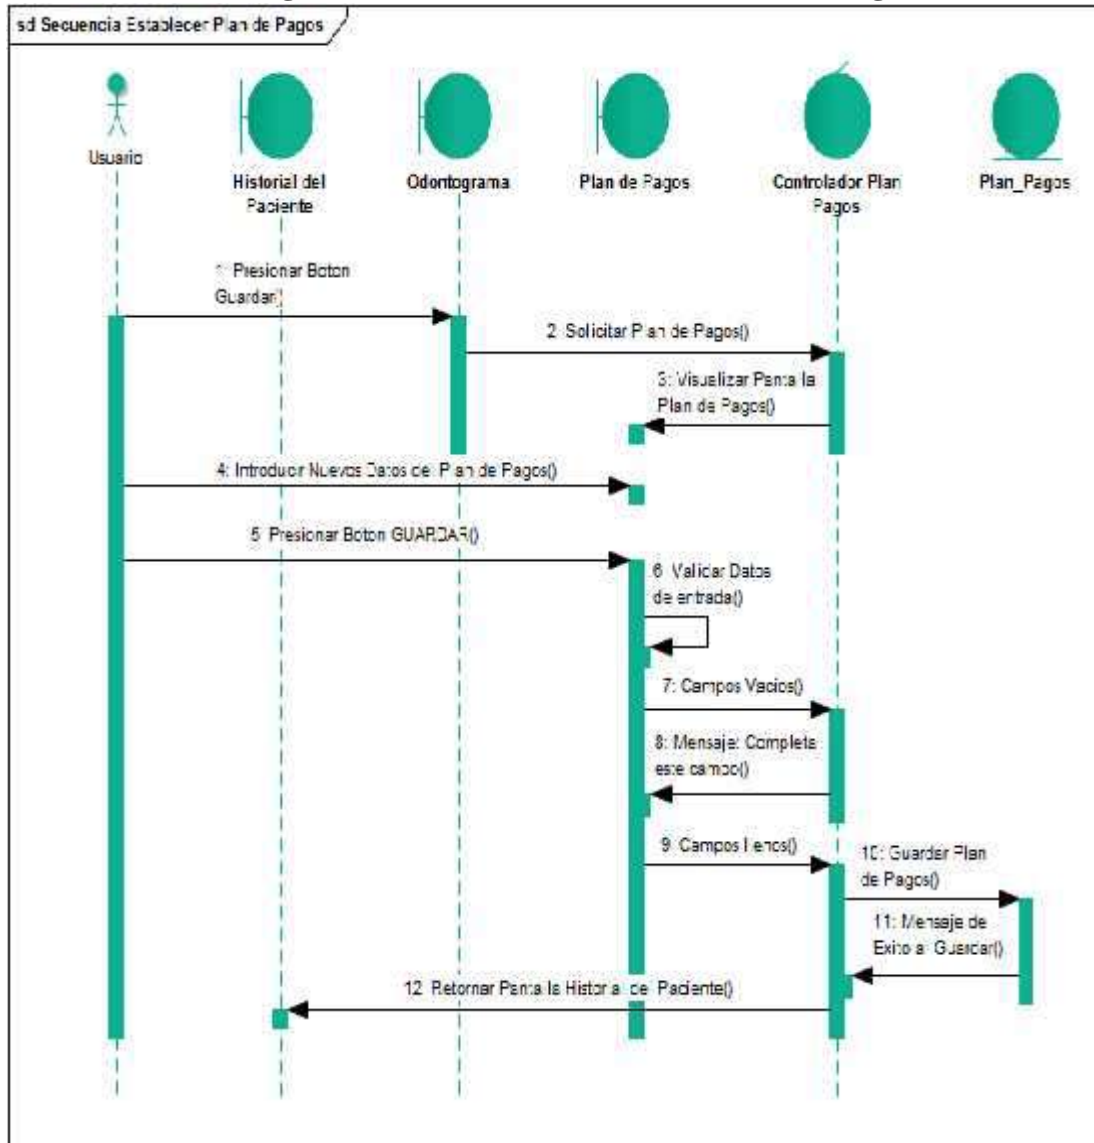 sd Secuencia Establecer Plan de Pagos
Usuario
Historial del
Paciente
Odontograma
Plan de Pagos
Controlador Plan
Pagos
Plan_Pagos
1: Presionar Boton
Guardar()
2: Solicitar Plan de Pagos()
3: Visualizar Pantalla
Plan de Pagos()
4: Introducir Nuevos Datos del Plan de Pagos()
5: Presionar Boton GUARDAR()
6: Validar Datos
de entrada()
7: Campos Vacios()
8: Mensaje: Completa
este campo()
9: Campos llenos()
10: Guardar Plan
de Pagos()
11: Mensaje de
Exito al Guardar()
12: Retornar Pantalla Historial del Paciente()